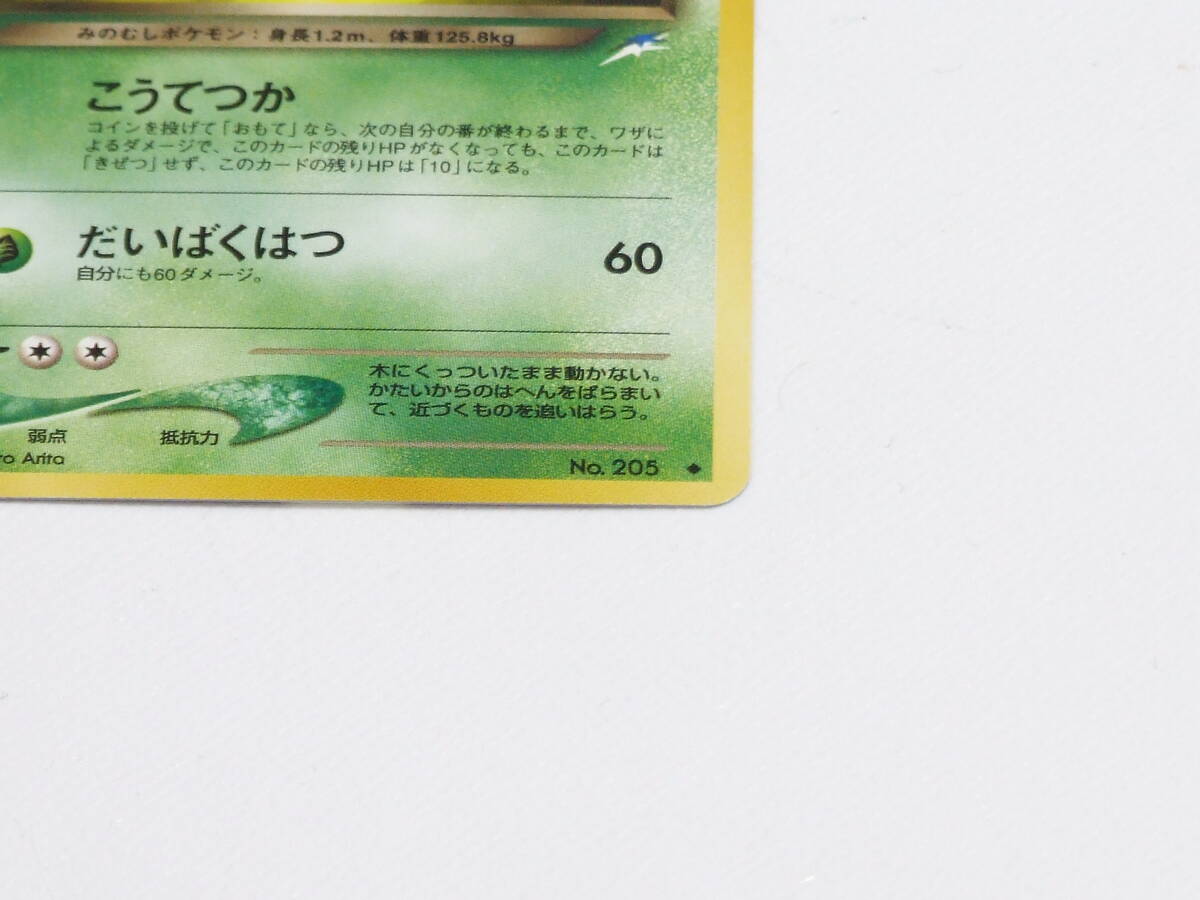 みのむしポケモン：身長1.2m、体重125.8kg
こうてつか
コインを投げて「おもて」なら、次の自分の番が終わるまで、ワザに
よるダメージで、このカードの残りHPがなくなっても、このカードは
「きぜつ」せず、このカードの残りHPは「10」になる。
だいばくはつ
60
自分にも60ダメージ。
木にくっついたまま動かない。
かたいからのはへんをばらまい
て、近づくものを追いはらう。
弱点
抵抗力
ro Arita
No. 205